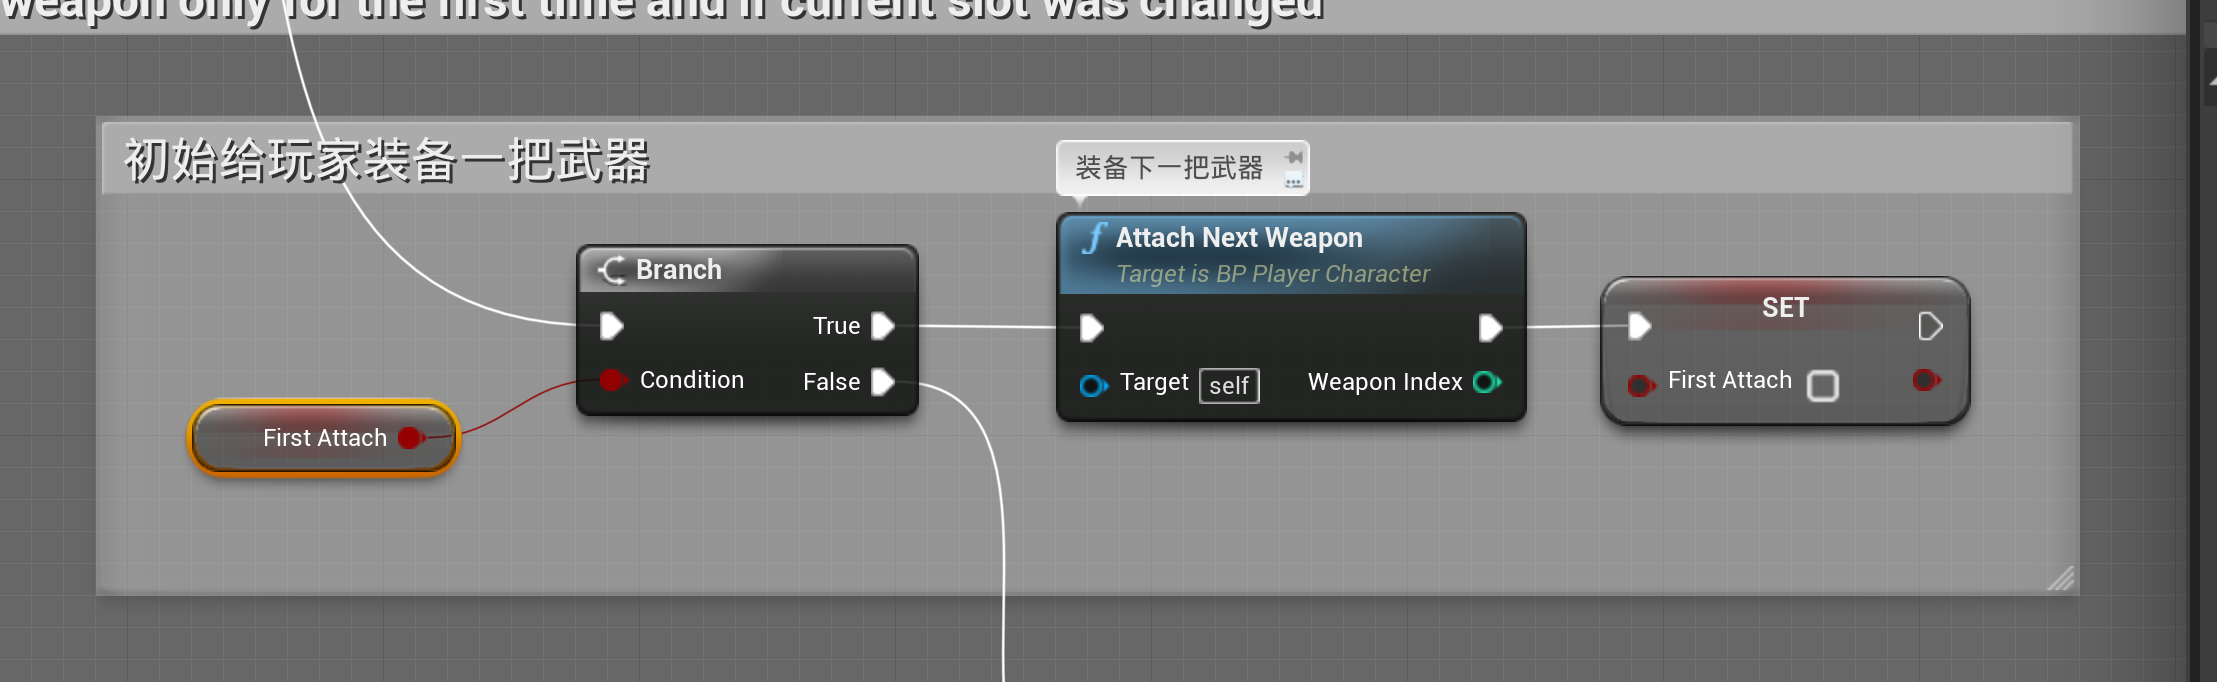 weapon only for the first time and if current slot was changed
初始给玩家装备一把武器
装备下一把武器
Attach Next Weapon
Target is BP Player Character
Branch
SET
True
Condition
False
Target self
Weapon Index
First Attach
First Attach